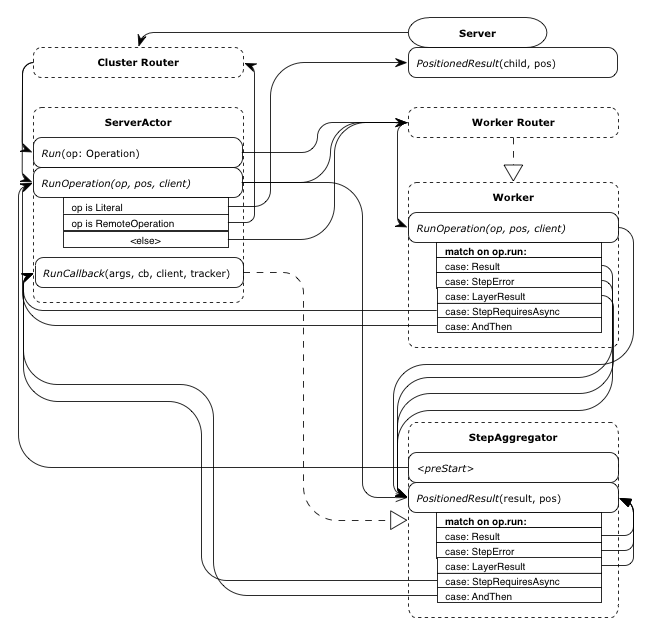 Server
Cluster Router
PositionedResult(child, pos)
ServerActor
Run(op: Operation)
RunOperation(op, pos, client)
op is Literal
op is RemoteOperation
<else>
RunCallback(args, cb, client, tracker)
Worker Router
Worker
RunOperation(op, pos, client)
match on op.run:
case: Result
case: StepError
case: LayerResult
case: StepRequiresAsync
case: AndThen
StepAggregator
<preStart>
PositionedResult(result, pos)
match on op.run:
case: Result
case: StepError
case: LayerResult
case: StepRequiresAsync
case: AndThen